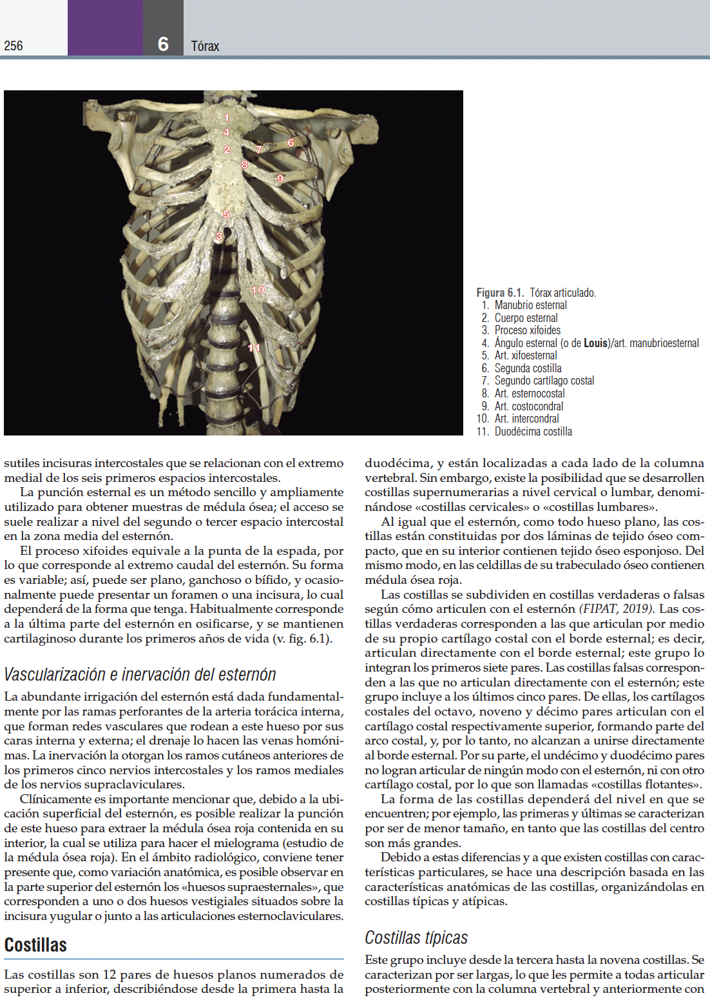 256
6
Tórax
1
4
2
6
7
8
9
5
3
10
11
Figura 6.1. Tórax articulado.
1. Manubrio esternal
2. Cuerpo esternal
3. Proceso xifoides
4. Ángulo esternal (o de Louis)/art. manubrioesternal
5. Art. xifoesternal
6. Segunda costilla
7. Segundo cartílago costal
8. Art. esternocostal
9. Art. costocondral
10. Art. intercondral
11. Duodécima costilla
sutiles incisuras intercostales que se relacionan con el extremo
medial de los seis primeros espacios intercostales.
La punción esternal es un método sencillo y ampliamente
utilizado para obtener muestras de médula ósea; el acceso se
suele realizar a nivel del segundo o tercer espacio intercostal
en la zona media del esternón.
El proceso xifoides equivale a la punta de la espada, por
lo que corresponde al extremo caudal del esternón. Su forma
es variable; así, puede ser plano, ganchoso o bífido, y ocasio-
nalmente puede presentar un foramen o una incisura, lo cual
dependerá de la forma que tenga. Habitualmente corresponde
a la última parte del esternón en osificarse, y se mantienen
cartilaginoso durante los primeros años de vida (v. fig. 6.1).
Vascularización e inervación del esternón
La abundante irrigación del esternón está dada fundamental-
mente por las ramas perforantes de la arteria torácica interna,
que forman redes vasculares que rodean a este hueso por sus
caras interna y externa; el drenaje lo hacen las venas homóni-
mas. La inervación la otorgan los ramos cutáneos anteriores de
los primeros cinco nervios intercostales y los ramos mediales
de los nervios supraclaviculares.
Clínicamente es importante mencionar que, debido a la ubi-
cación superficial del esternón, es posible realizar la punción
de este hueso para extraer la médula ósea roja contenida en su
interior, la cual se utiliza para hacer el mielograma (estudio de
la médula ósea roja). En el ámbito radiológico, conviene tener
presente que, como variación anatómica, es posible observar en
la parte superior del esternón los «huesos supraesternales», que
corresponden a uno o dos huesos vestigiales situados sobre la
incisura yugular o junto a las articulaciones esternoclaviculares.
Costillas
Las costillas son 12 pares de huesos planos numerados de
superior a inferior, describiéndose desde la primera hasta la
duodécima, y están localizadas a cada lado de la columna
vertebral. Sin embargo, existe la posibilidad que se desarrollen
costillas supernumerarias a nivel cervical o lumbar, denomi-
nándose «costillas cervicales» o «costillas lumbares».
Al igual que el esternón, como todo hueso plano, las cos-
tillas están constituidas por dos láminas de tejido óseo com-
pacto, que en su interior contienen tejido óseo esponjoso. Del
mismo modo, en las celdillas de su trabeculado óseo contienen
médula ósea roja.
Las costillas se subdividen en costillas verdaderas o falsas
según cómo articulen con el esternón (FIPAT, 2019). Las cos-
tillas verdaderas corresponden a las que articulan por medio
de su propio cartílago costal con el borde esternal; es decir,
articulan directamente con el borde esternal; este grupo lo
integran los primeros siete pares. Las costillas falsas correspon-
den a las que no articulan directamente con el esternón; este
grupo incluye a los últimos cinco pares. De ellas, los cartílagos
costales del octavo, noveno y décimo pares articulan con el
cartílago costal respectivamente superior, formando parte del
arco costal, y, por lo tanto, no alcanzan a unirse directamente
al borde esternal. Por su parte, el undécimo y duodécimo pares
no logran articular de ningún modo con el esternón, ni con otro
cartílago costal, por lo que son llamadas «costillas flotantes».
La forma de las costillas dependerá del nivel en que se
encuentren; por ejemplo, las primeras y últimas se caracterizan
por ser de menor tamaño, en tanto que las costillas del centro
son más grandes.
Debido a estas diferencias y a que existen costillas con carac-
terísticas particulares, se hace una descripción basada en las
características anatómicas de las costillas, organizándolas en
costillas típicas y atípicas.
Costillas típicas
Este grupo incluye desde la tercera hasta la novena costillas. Se
caracterizan por ser largas, lo que les permite a todas articular
posteriormente con la columna vertebral y anteriormente con